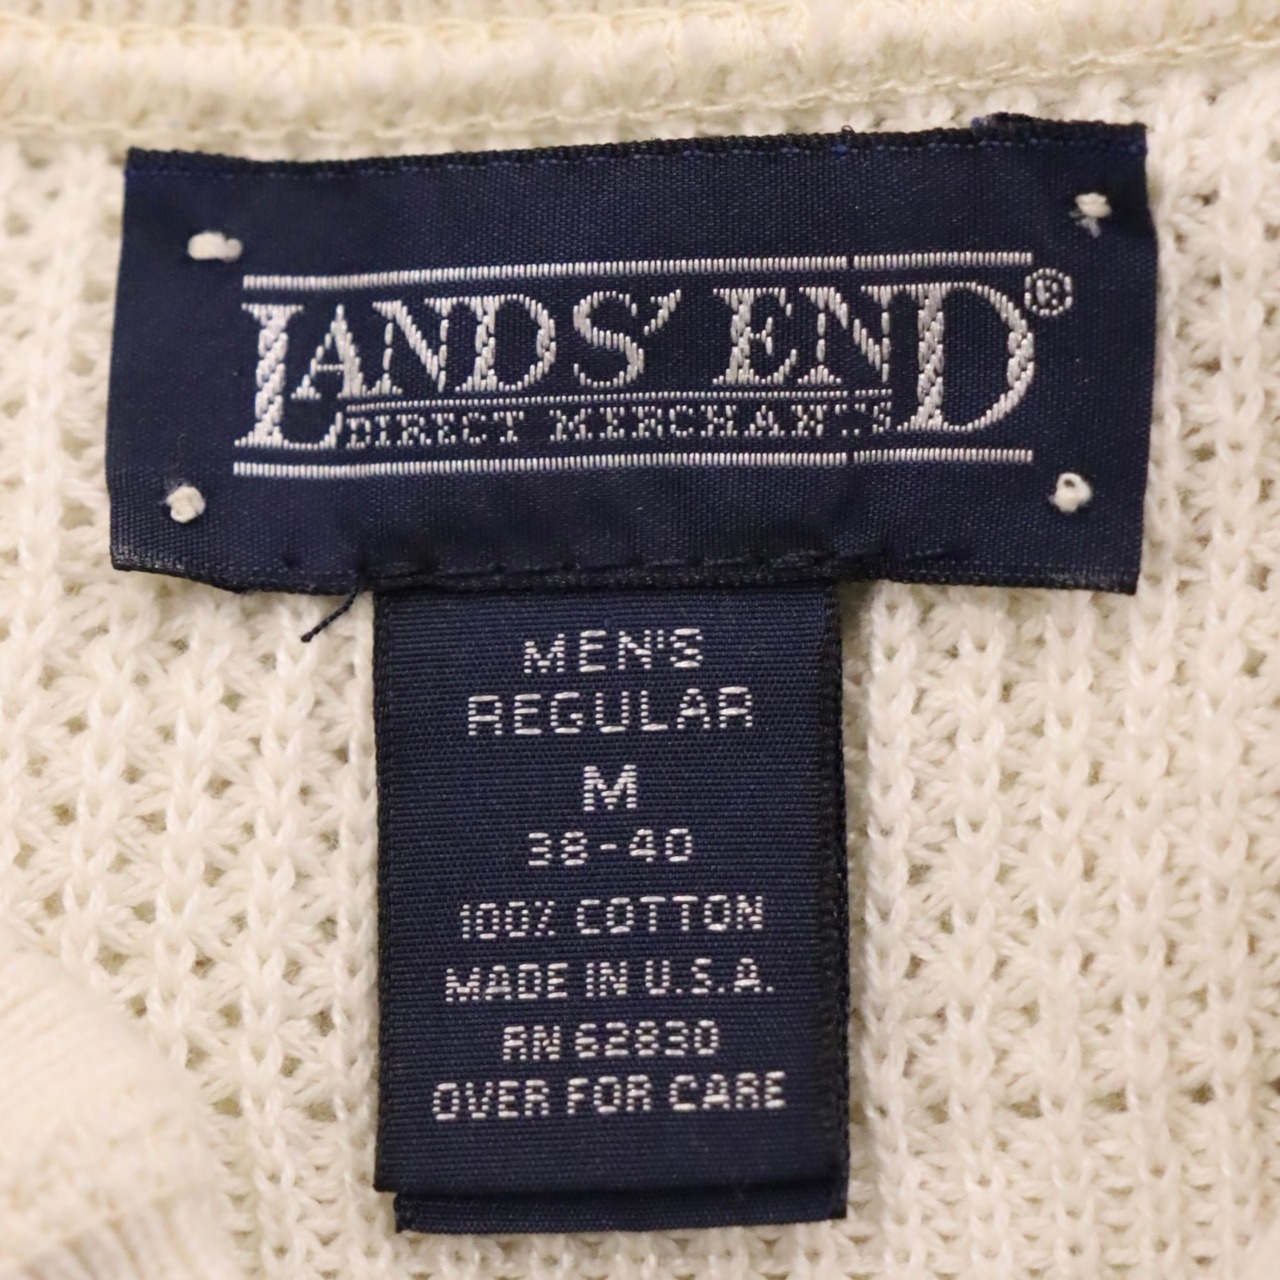 LANDS' END®
DIRECT MERCHANTS
MEN'S
REGULAR
M
38-40
100% COTTON
MADE IN U.S.A.
RN 62830
OVER FOR CARE